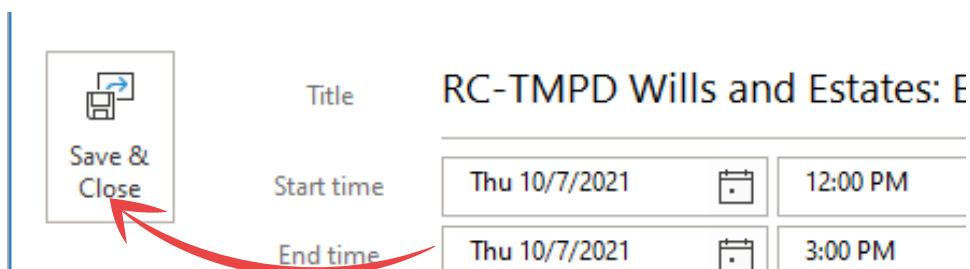 Title RC-TMPD Wills and Estates:
Save &
Close
Start time Thu 10/7/2021 12:00 PM
End time Thu 10/7/2021 3:00 PM